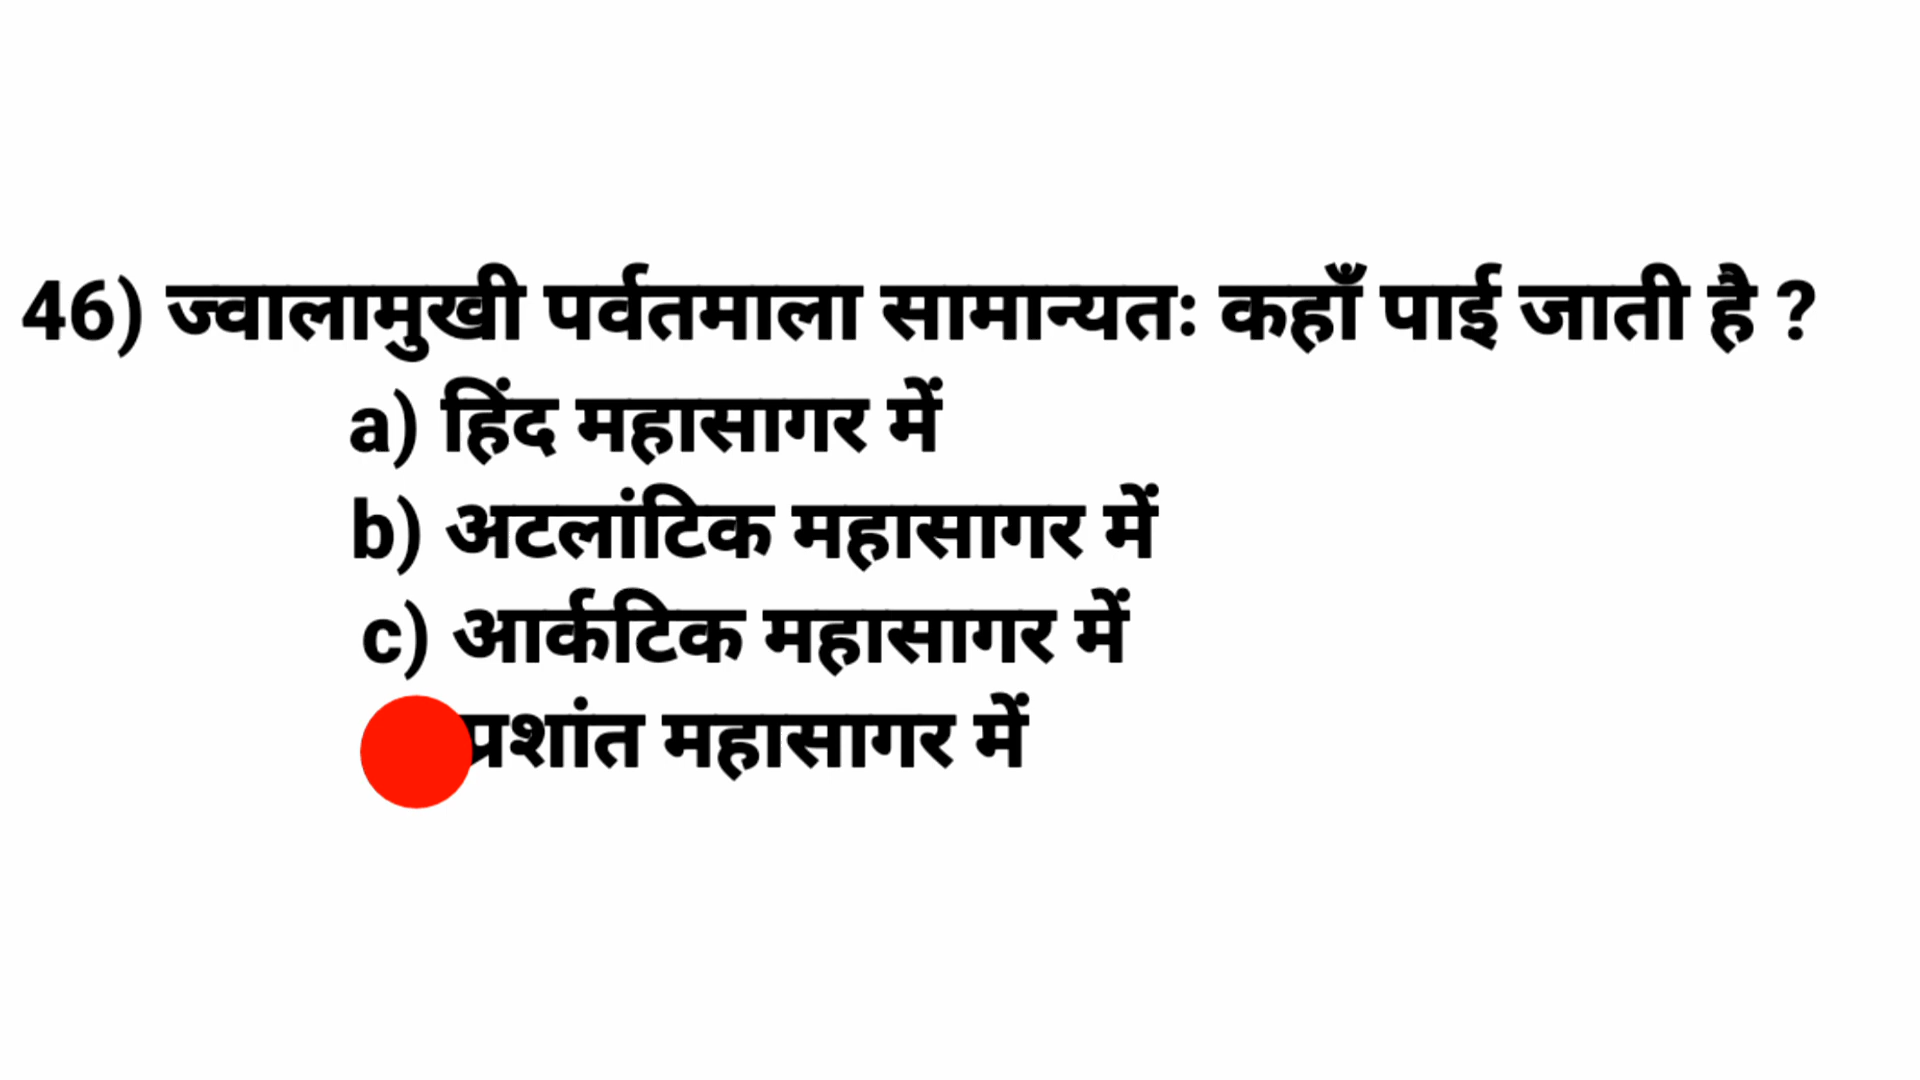 46) ज्वालामुखी पर्वतमाला सामान्यतः कहाँ पाई जाती है ?
a) हिंद महासागर में
b) अटलांटिक महासागर में
c) आर्कटिक महासागर में
प्रशांत महासागर में